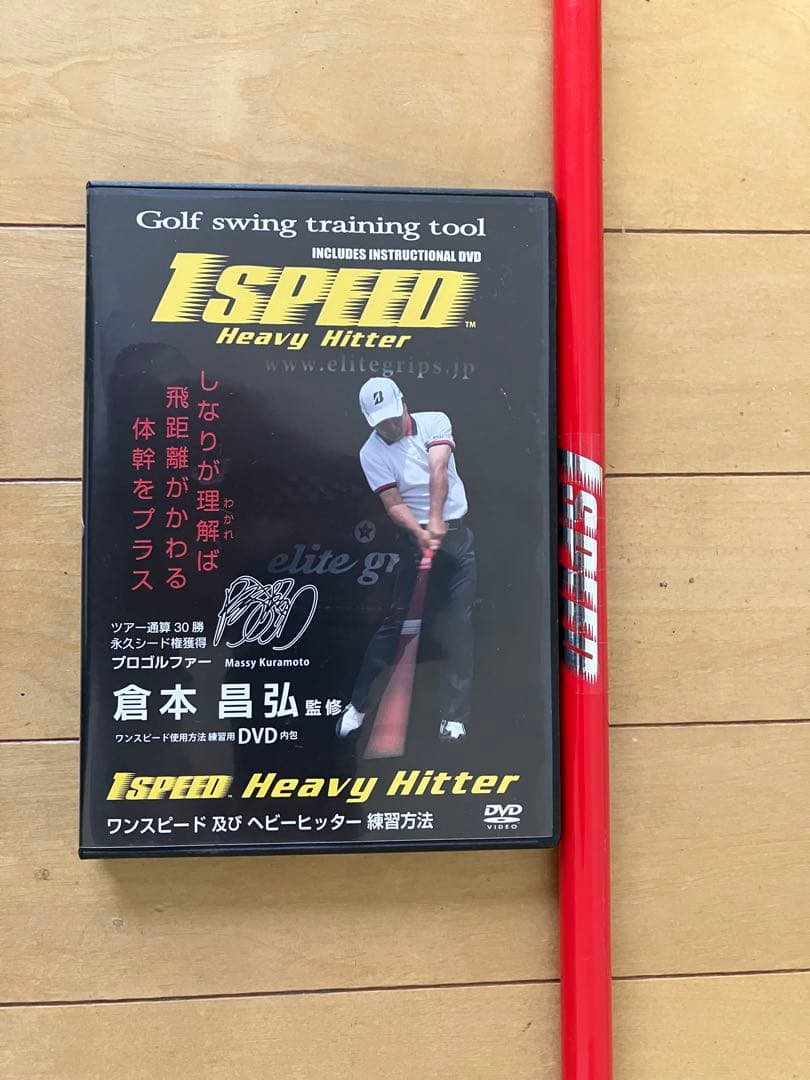 Golf swing training tool
INCLUDES INSTRUCTIONAL DVD
1SPEED™
Heavy Hitter
www.elitegrips.jp
しなりが理解ば
わかれ
飛距離がかわる
体幹をプラス
elite gr
ツアー通算30勝
永久シード権獲得
プロゴルファー
Massy Kuramoto
倉本 昌弘 監修
ワンスピード使用方法 練習用 DVD 内包
1SPEED™ Heavy Hitter
ワンスピード 及び ヘビーヒッター 練習方法
DVD
VIDEO
1SPEED